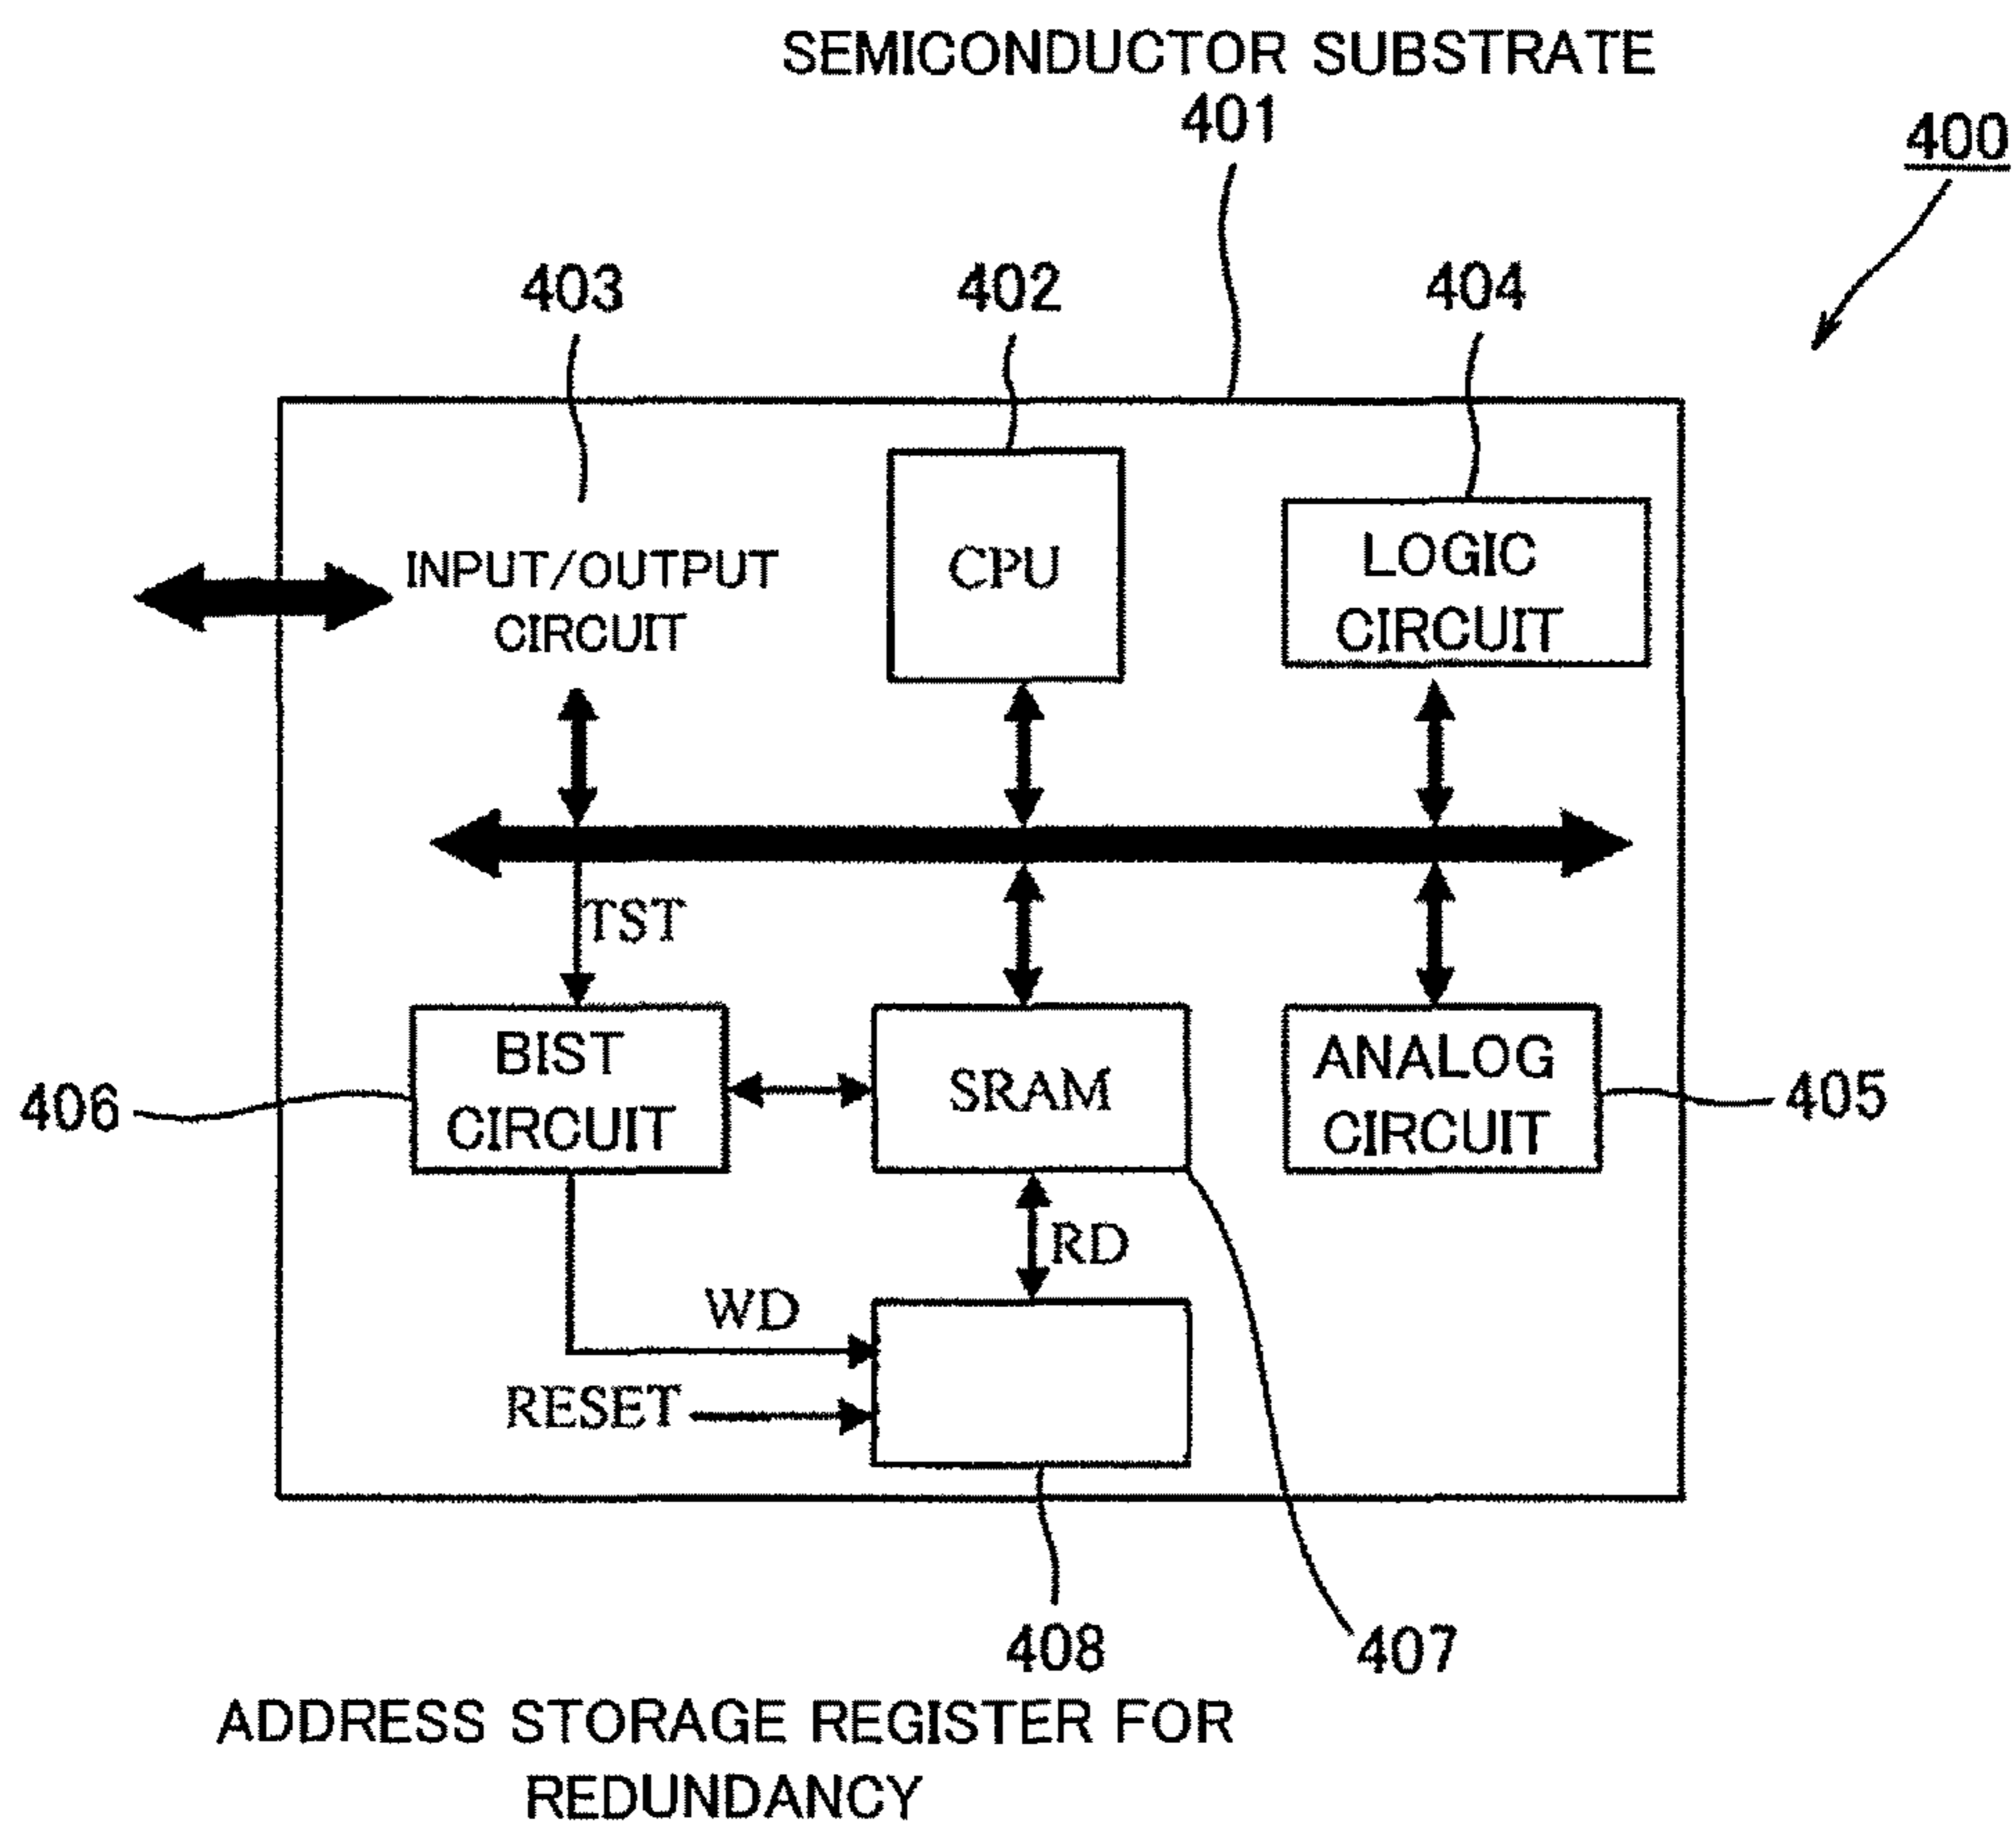 SEMICONDUCTOR SUBSTRATE
401
400
403
402
404
INPUT/OUTPUT
CIRCUIT
CPU
LOGIC
CIRCUIT
TST
BIST
CIRCUIT
SRAM
ANALOG
CIRCUIT
406
405
RD
WD
RESET
408
407
ADDRESS STORAGE REGISTER FOR
REDUNDANCY